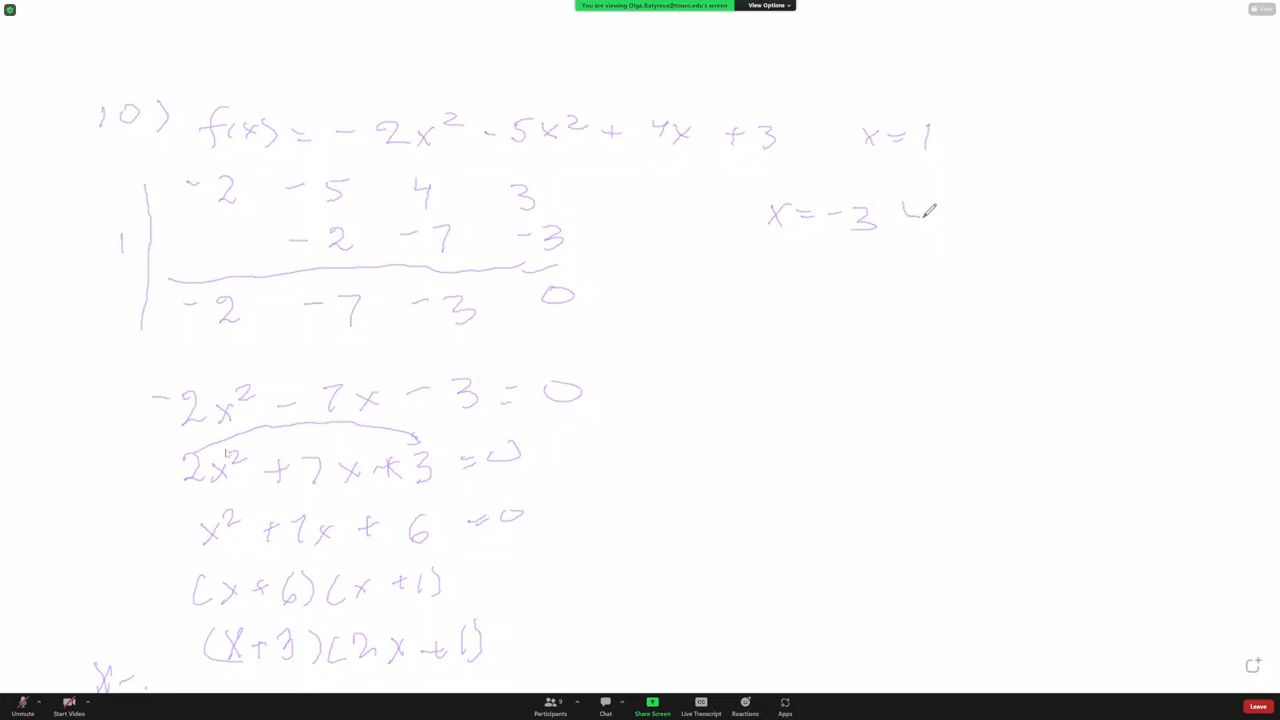 You are viewing Olga.Batyreva@touro.edu's screen View Options
View
10) f(x) = - 2x² - 5x² + 4x + 3 x = 1
-2 -5 4 3
x = -3
1 -2 -7 -3
-2 -7 -3 0
-2x² - 7x - 3 = 0
2x² + 7x + 3 = 0
x² + 7x + 6 = 0
(x + 6)(x + 1)
(x + 3)(2x + 1)
Unmute Start Video Participants 9 Chat Share Screen Live Transcript Reactions Apps Leave